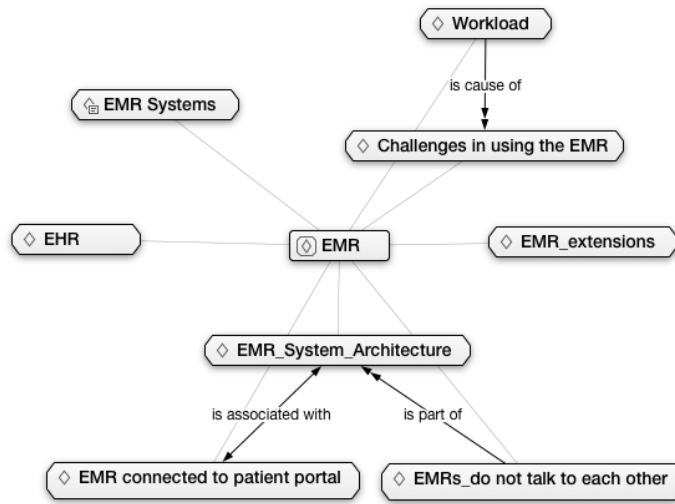 Workload
is cause of
EMR Systems
Challenges in using the EMR
EHR
EMR
EMR_extensions
EMR_System_Architecture
is associated with
is part of
EMR connected to patient portal
EMRs_do not talk to each other